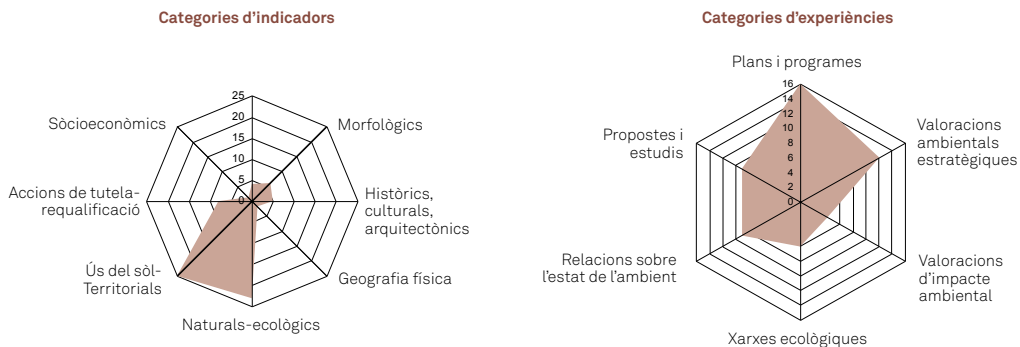 Categories d’indicadors
25
20
15
10
5
0
Sòcioeconòmics
Morfològics
Accions de tutela-
requalificació
Històrics,
culturals,
arquitectònics
Ús del sòl-
Territorials
Geografia física
Naturals-ecològics
Categories d’experiències
Plans i programes
16
14
12
10
8
6
4
2
0
Propostes i
estudis
Valoracions
ambientals
estratègiques
Relacions sobre
l’estat de l’ambient
Valoracions
d’impacte
ambiental
Xarxes ecològiques